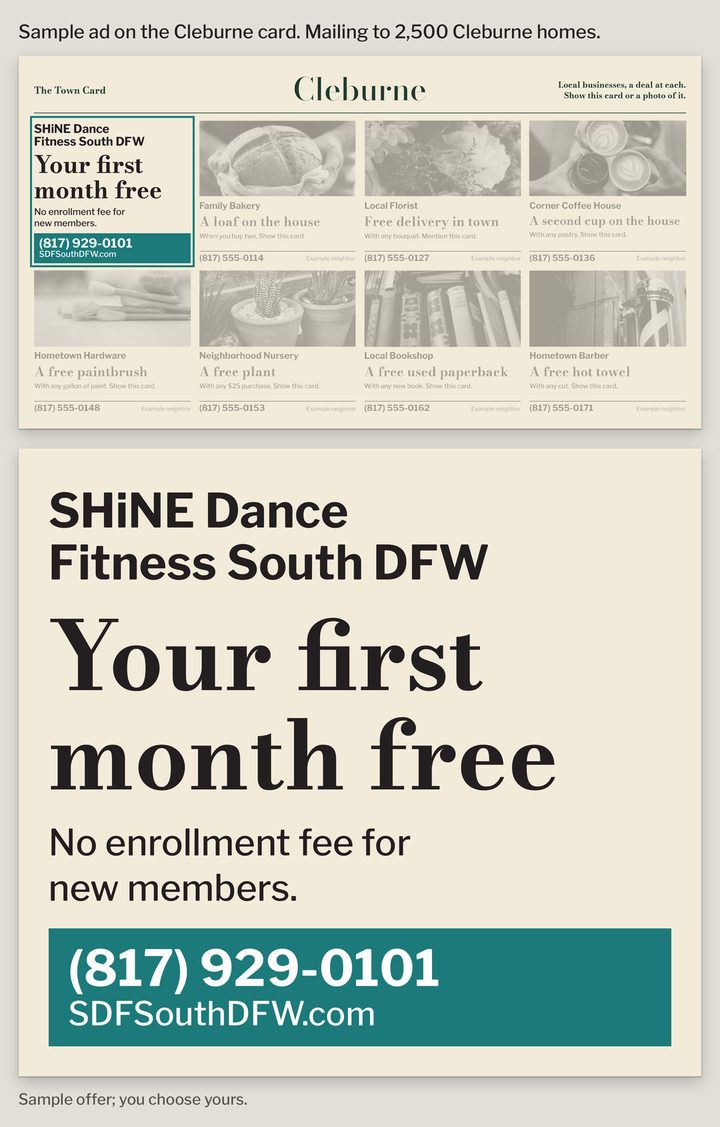 Sample ad on the Cleburne card. Mailing to 2,500 Cleburne homes.
The Town Card
Cleburne
Local businesses, a deal at each.
Show this card or a photo of it.
SHiNE Dance
Fitness South DFW
Your first
month free
No enrollment fee for
new members.
(817) 929-0101
SDFSouthDFW.com
Family Bakery
A loaf on the house
When you buy two. Show this card.
(817) 555-0114
Example neighbor
Local Florist
Free delivery in town
With any bouquet. Mention this card.
(817) 555-0127
Example neighbor
Corner Coffee House
A second cup on the house
With any pastry. Show this card.
(817) 555-0136
Example neighbor
Hometown Hardware
A free paintbrush
With any gallon of paint. Show this card.
(817) 555-0148
Example neighbor
Neighborhood Nursery
A free plant
With any $25 purchase. Show this card.
(817) 555-0153
Example neighbor
Local Bookshop
A free used paperback
With any new book. Show this card.
(817) 555-0162
Example neighbor
Hometown Barber
A free hot towel
With any cut. Show this card.
(817) 555-0171
Example neighbor
SHiNE Dance
Fitness South DFW
Your first
month free
No enrollment fee for
new members.
(817) 929-0101
SDFSouthDFW.com
Sample offer; you choose yours.